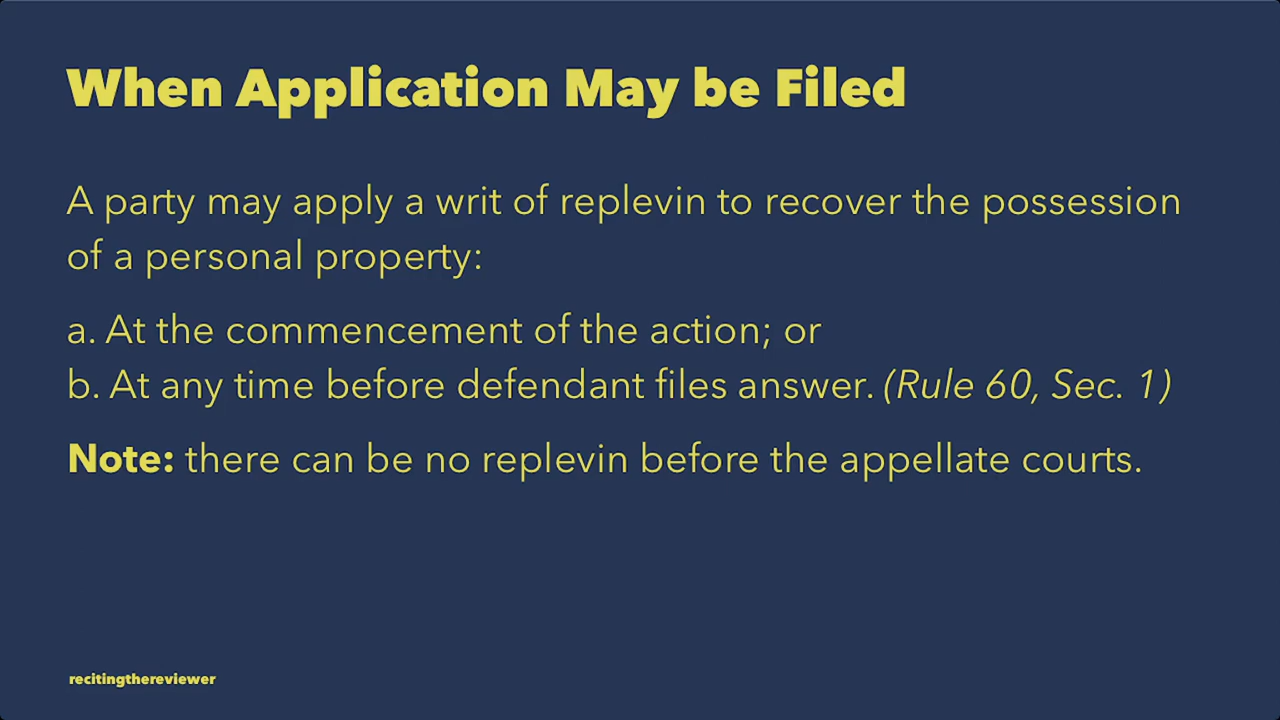 When Application May be Filed
A party may apply a writ of replevin to recover the possession
of a personal property:
a. At the commencement of the action; or
b. At any time before defendant files answer. (Rule 60, Sec. 1)
Note: there can be no replevin before the appellate courts.
recitingthereviewer